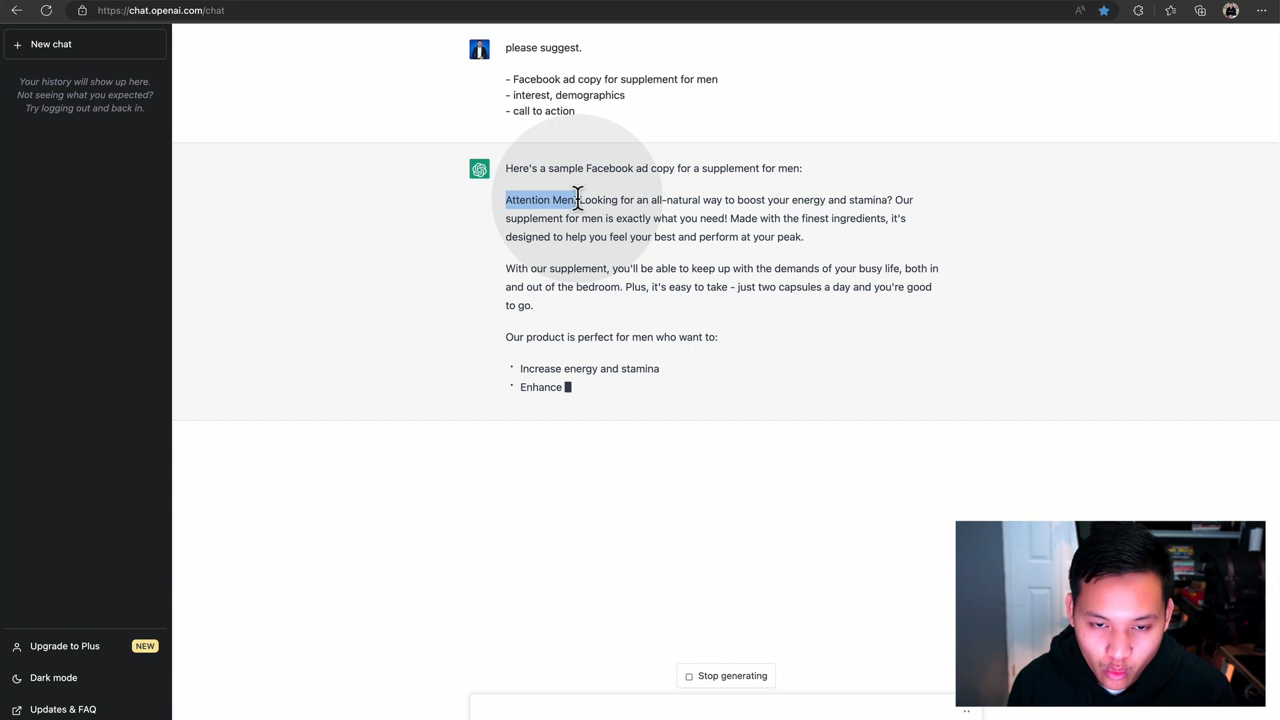 https://chat.openai.com/chat
New chat
Your history will show up here.
Not seeing what you expected?
Try logging out and back in.
please suggest.
- Facebook ad copy for supplement for men
- interest, demographics
- call to action
Here's a sample Facebook ad copy for a supplement for men:
Attention Men! Looking for an all-natural way to boost your energy and stamina? Our
supplement for men is exactly what you need! Made with the finest ingredients, it's
designed to help you feel your best and perform at your peak.
With our supplement, you'll be able to keep up with the demands of your busy life, both in
and out of the bedroom. Plus, it's easy to take - just two capsules a day and you're good
to go.
Our product is perfect for men who want to:
· Increase energy and stamina
· Enhance
Stop generating
Upgrade to Plus NEW
Dark mode
Updates & FAQ